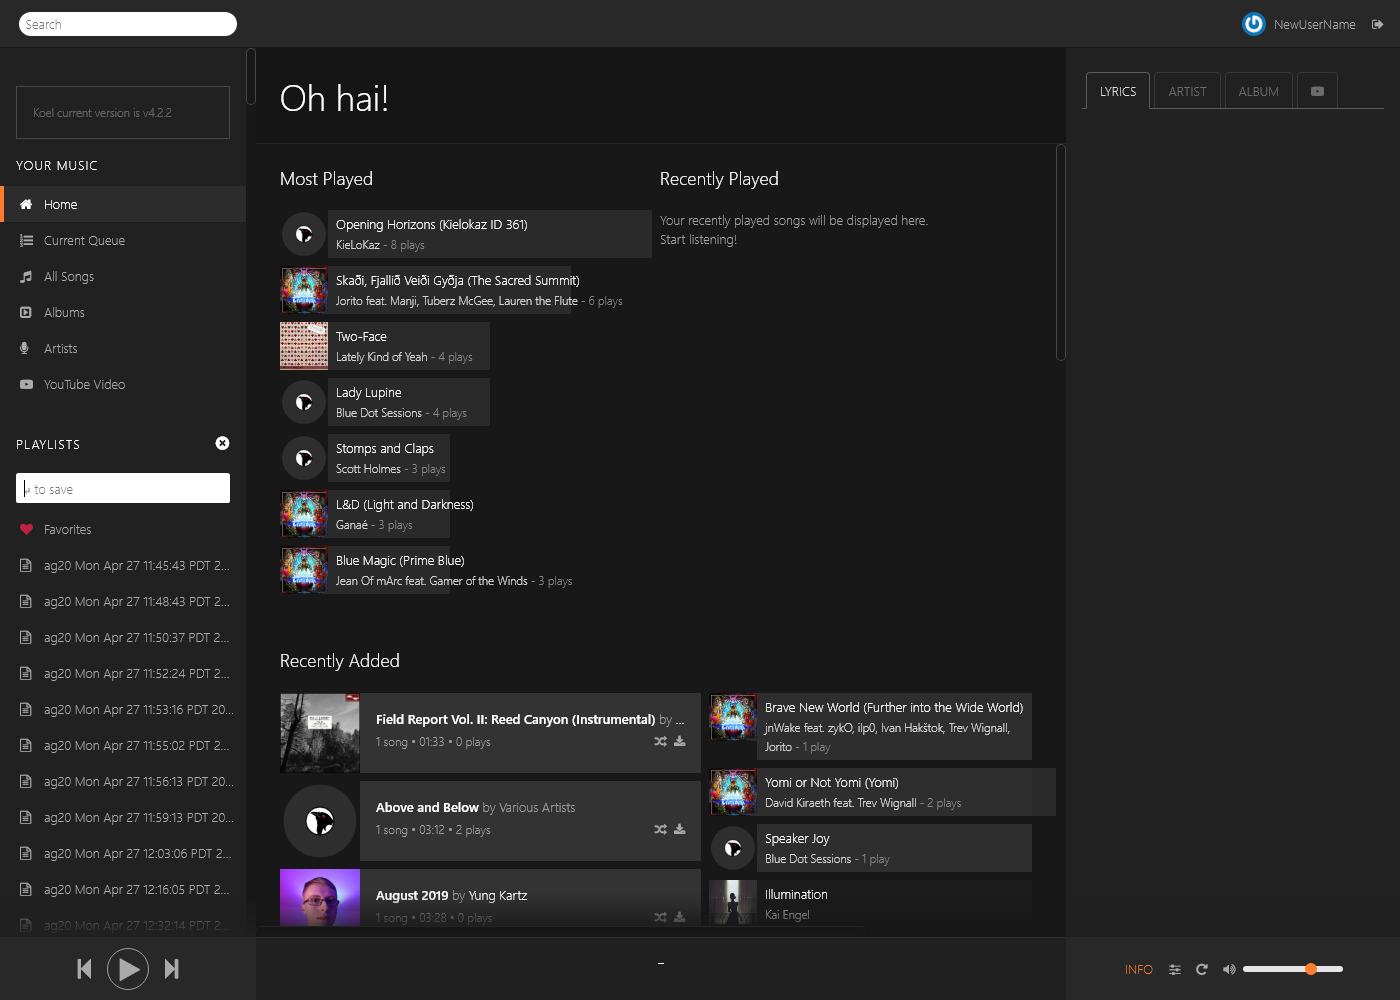 Search
NewUserName
Koel current version is v4.2.2
YOUR MUSIC
Home
Current Queue
All Songs
Albums
Artists
YouTube Video
PLAYLISTS
↵ to save
Favorites
ag20 Mon Apr 27 11:45:43 PDT 2...
ag20 Mon Apr 27 11:48:43 PDT 2...
ag20 Mon Apr 27 11:50:37 PDT 2...
ag20 Mon Apr 27 11:52:24 PDT 2...
ag20 Mon Apr 27 11:53:16 PDT 20...
ag20 Mon Apr 27 11:55:02 PDT 2...
ag20 Mon Apr 27 11:56:13 PDT 20...
ag20 Mon Apr 27 11:59:13 PDT 20...
ag20 Mon Apr 27 12:03:06 PDT 2...
ag20 Mon Apr 27 12:16:05 PDT 2...
ag20 Mon Apr 27 12:32:14 PDT 2...
Oh hai!
Most Played
Opening Horizons (Kielokaz ID 361)
KieLoKaz - 8 plays
Skaði, Fjallið Veiði Gyðja (The Sacred Summit)
Jorito feat. Manji, Tuberz McGee, Lauren the Flute - 6 plays
Two-Face
Lately Kind of Yeah - 4 plays
Lady Lupine
Blue Dot Sessions - 4 plays
Stomps and Claps
Scott Holmes - 3 plays
L&D (Light and Darkness)
Ganaé - 3 plays
Blue Magic (Prime Blue)
Jean Of mArc feat. Gamer of the Winds - 3 plays
Recently Played
Your recently played songs will be displayed here.
Start listening!
Recently Added
Field Report Vol. II: Reed Canyon (Instrumental) by ...
1 song • 01:33 • 0 plays
Above and Below by Various Artists
1 song • 03:12 • 2 plays
August 2019 by Yung Kartz
1 song • 03:28 • 0 plays
Brave New World (Further into the Wide World)
jnWake feat. zykO, ilp0, Ivan Hakštok, Trev Wignall,
Jorito - 1 play
Yomi or Not Yomi (Yomi)
David Kiraeth feat. Trev Wignall - 2 plays
Speaker Joy
Blue Dot Sessions - 1 play
Illumination
Kai Engel
LYRICS
ARTIST
ALBUM
–
INFO